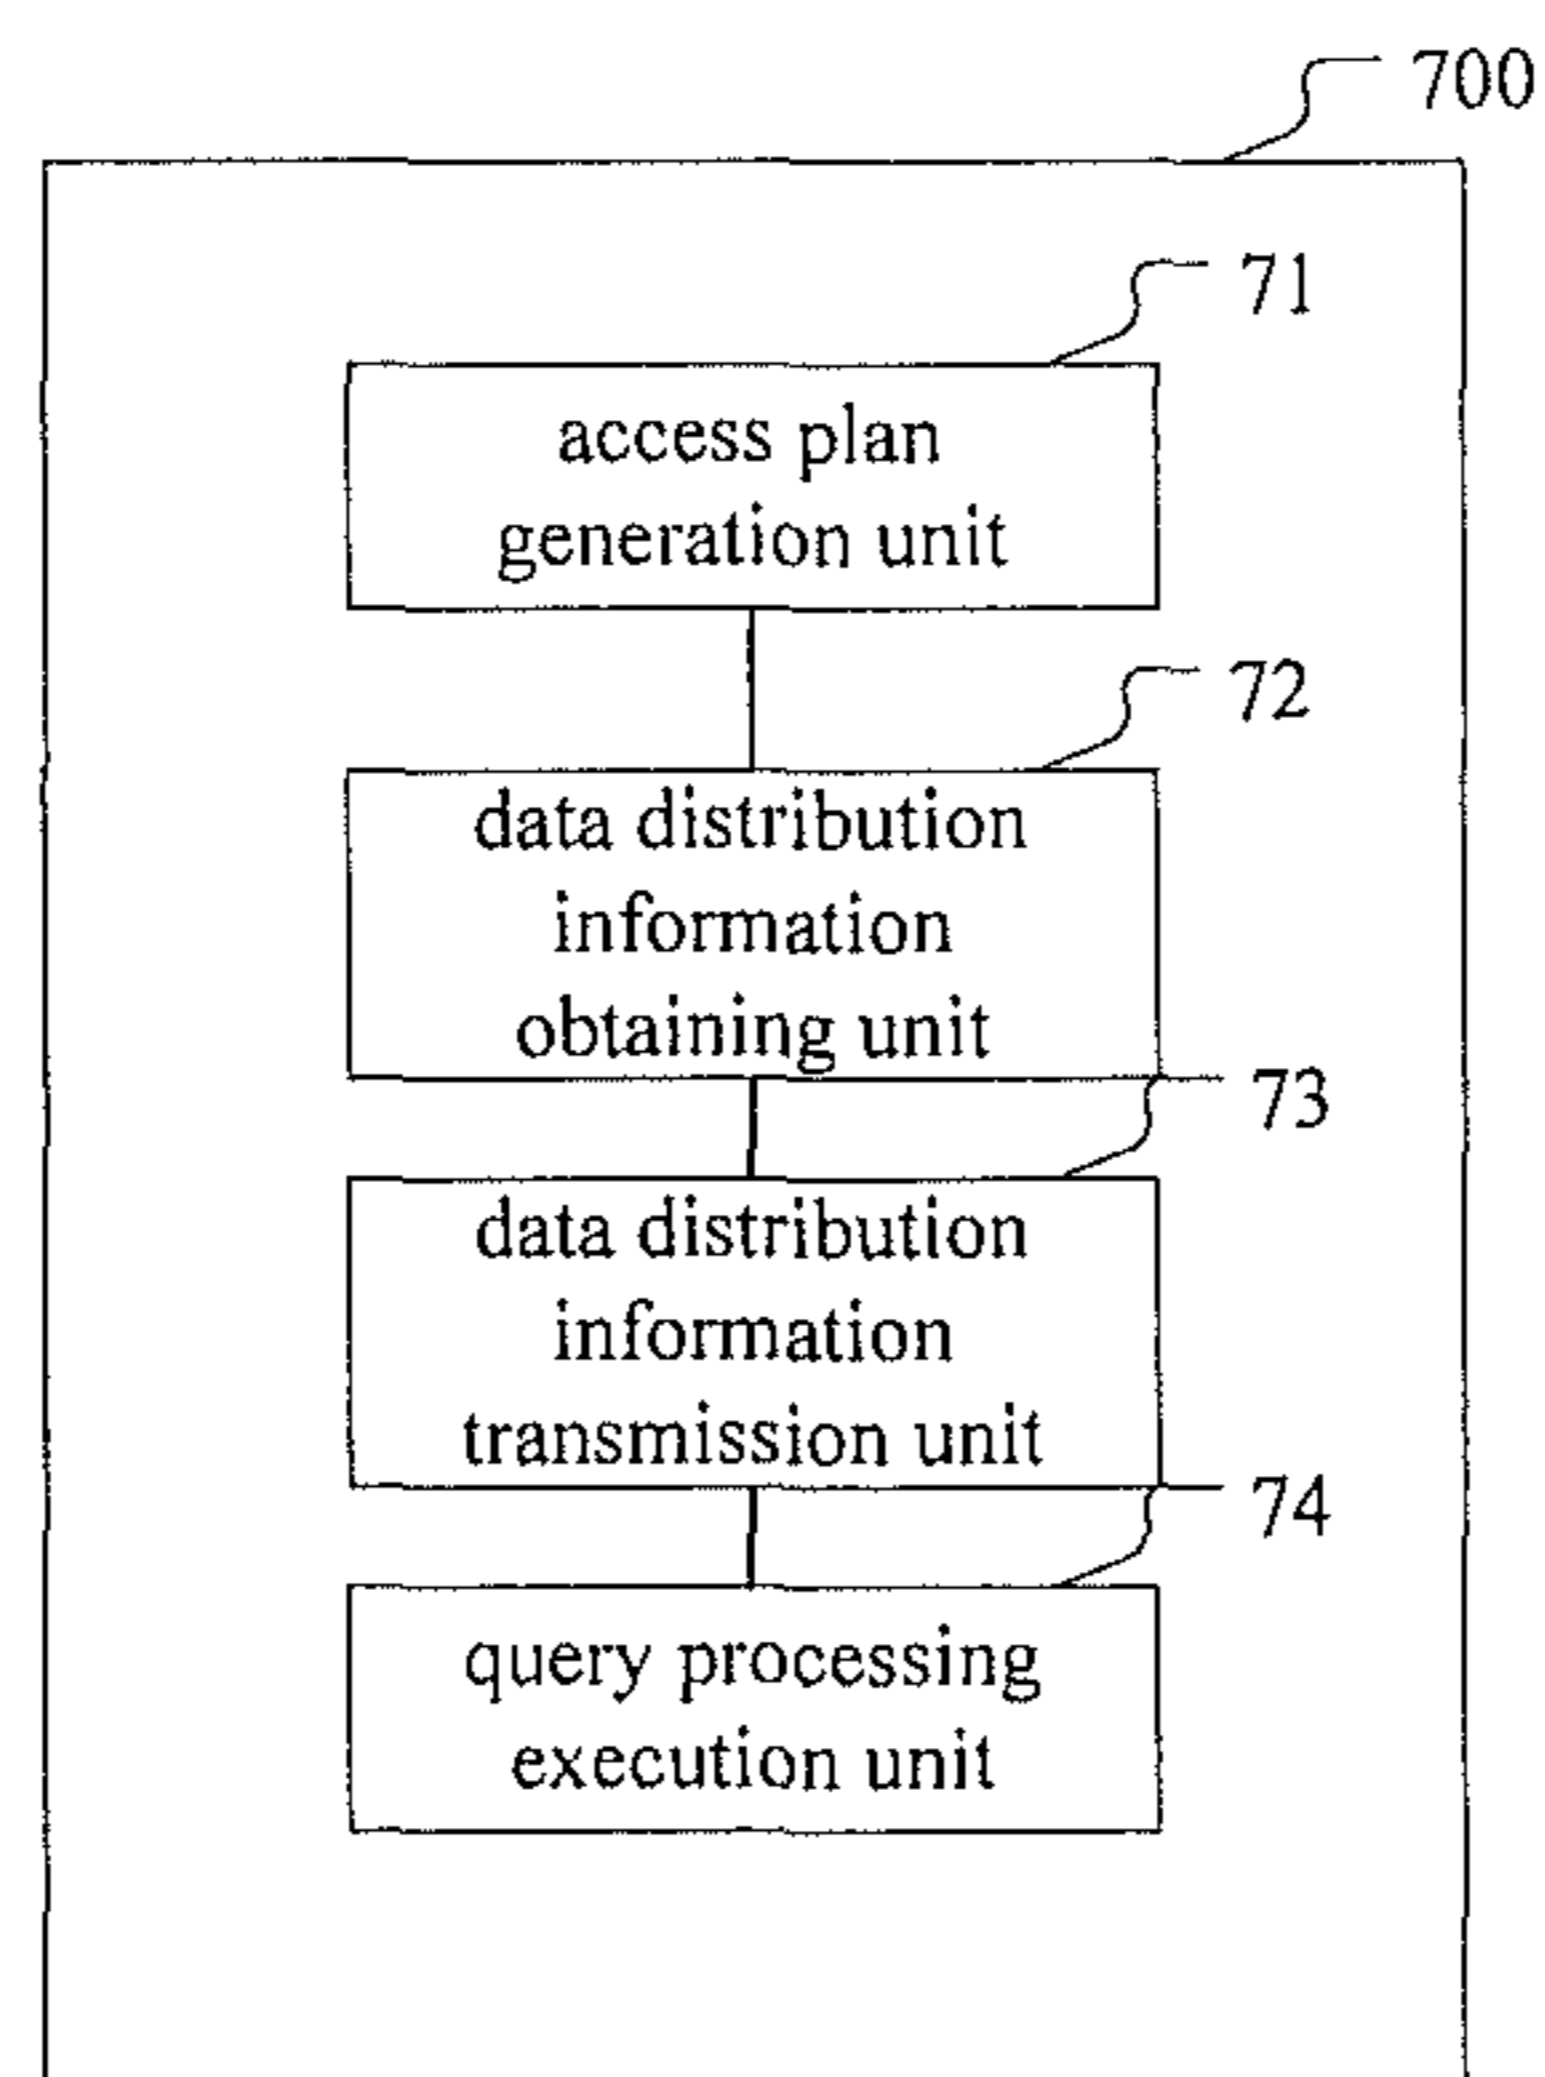 700
71
access plan
generation unit
72
data distribution
information
obtaining unit
73
data distribution
information
transmission unit
74
query processing
execution unit